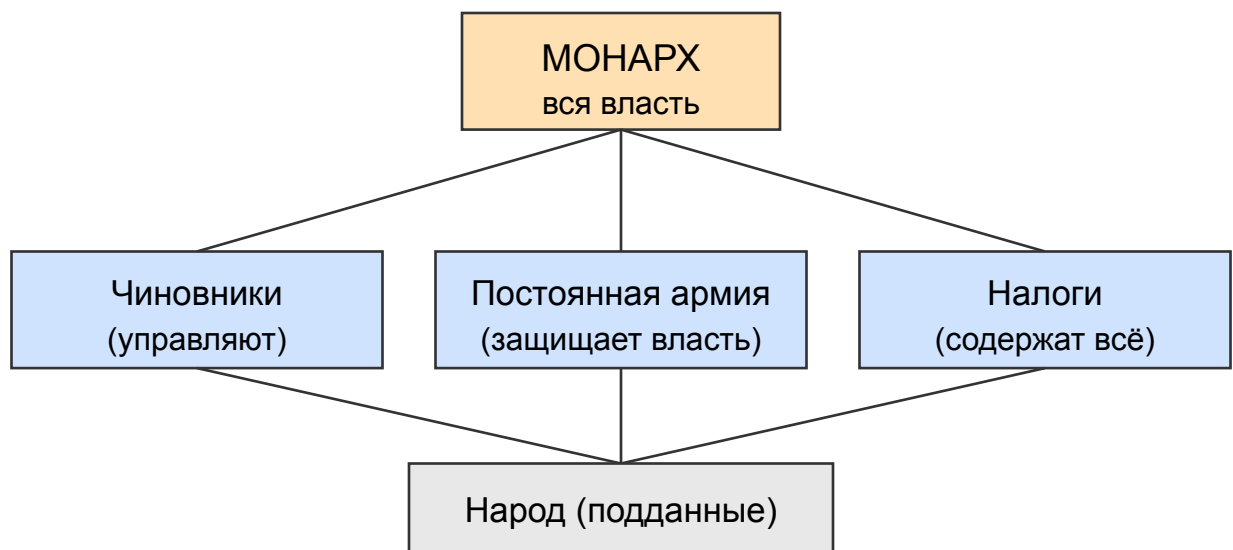 МОНАРХ
вся власть
Чиновники
(управляют)
Постоянная армия
(защищает власть)
Налоги
(содержат всё)
Народ (подданные)